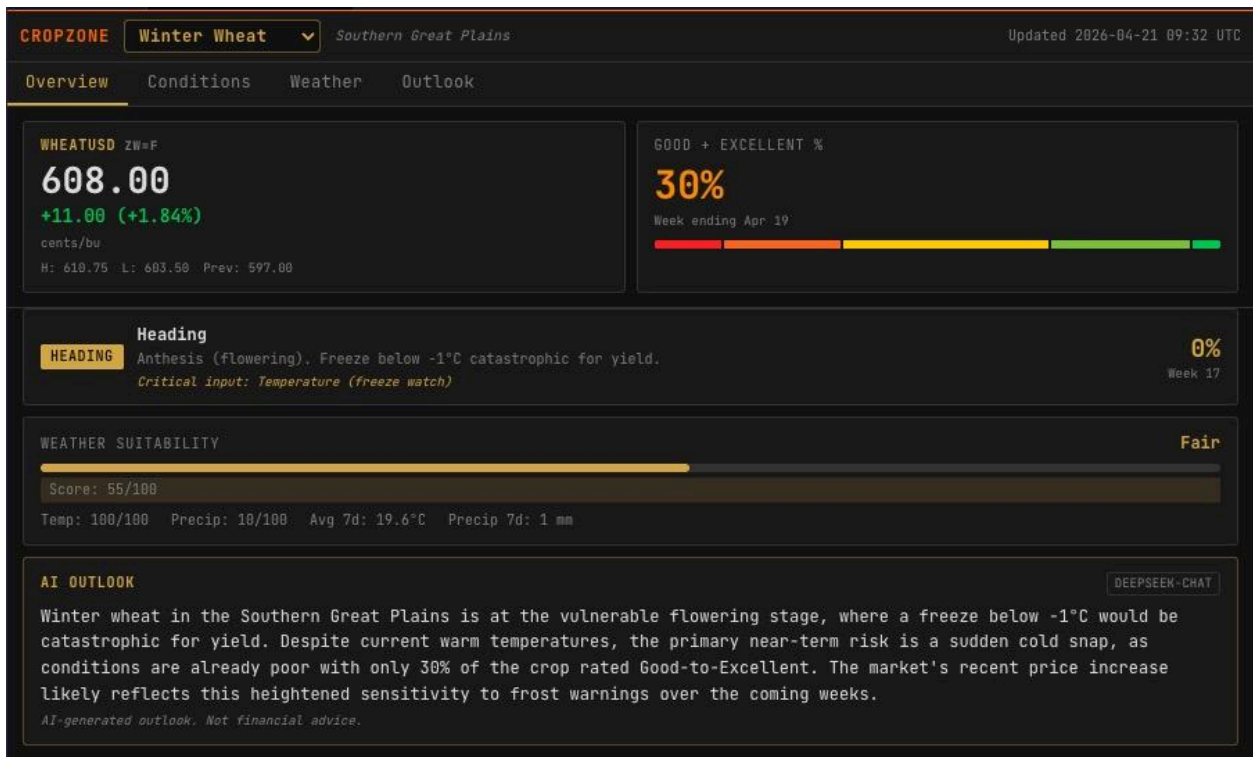 CROPZONE Winter Wheat Southern Great Plains Updated 2026-04-21 09:32 UTC
Overview Conditions Weather Outlook
WHEATUSD ZW=F
608.00
+11.00 (+1.84%)
cents/bu
H: 610.75 L: 603.50 Prev: 597.00
GOOD + EXCELLENT %
30%
Week ending Apr 19
HEADING
Heading
Anthesis (flowering). Freeze below -1°C catastrophic for yield.
Critical input: Temperature (freeze watch)
0%
Week 17
WEATHER SUITABILITY Fair
Score: 55/100
Temp: 100/100 Precip: 10/100 Avg 7d: 19.6°C Precip 7d: 1 mm
AI OUTLOOK DEEPSEEK-CHAT
Winter wheat in the Southern Great Plains is at the vulnerable flowering stage, where a freeze below -1°C would be
catastrophic for yield. Despite current warm temperatures, the primary near-term risk is a sudden cold snap, as
conditions are already poor with only 30% of the crop rated Good-to-Excellent. The market's recent price increase
likely reflects this heightened sensitivity to frost warnings over the coming weeks.
AI-generated outlook. Not financial advice.